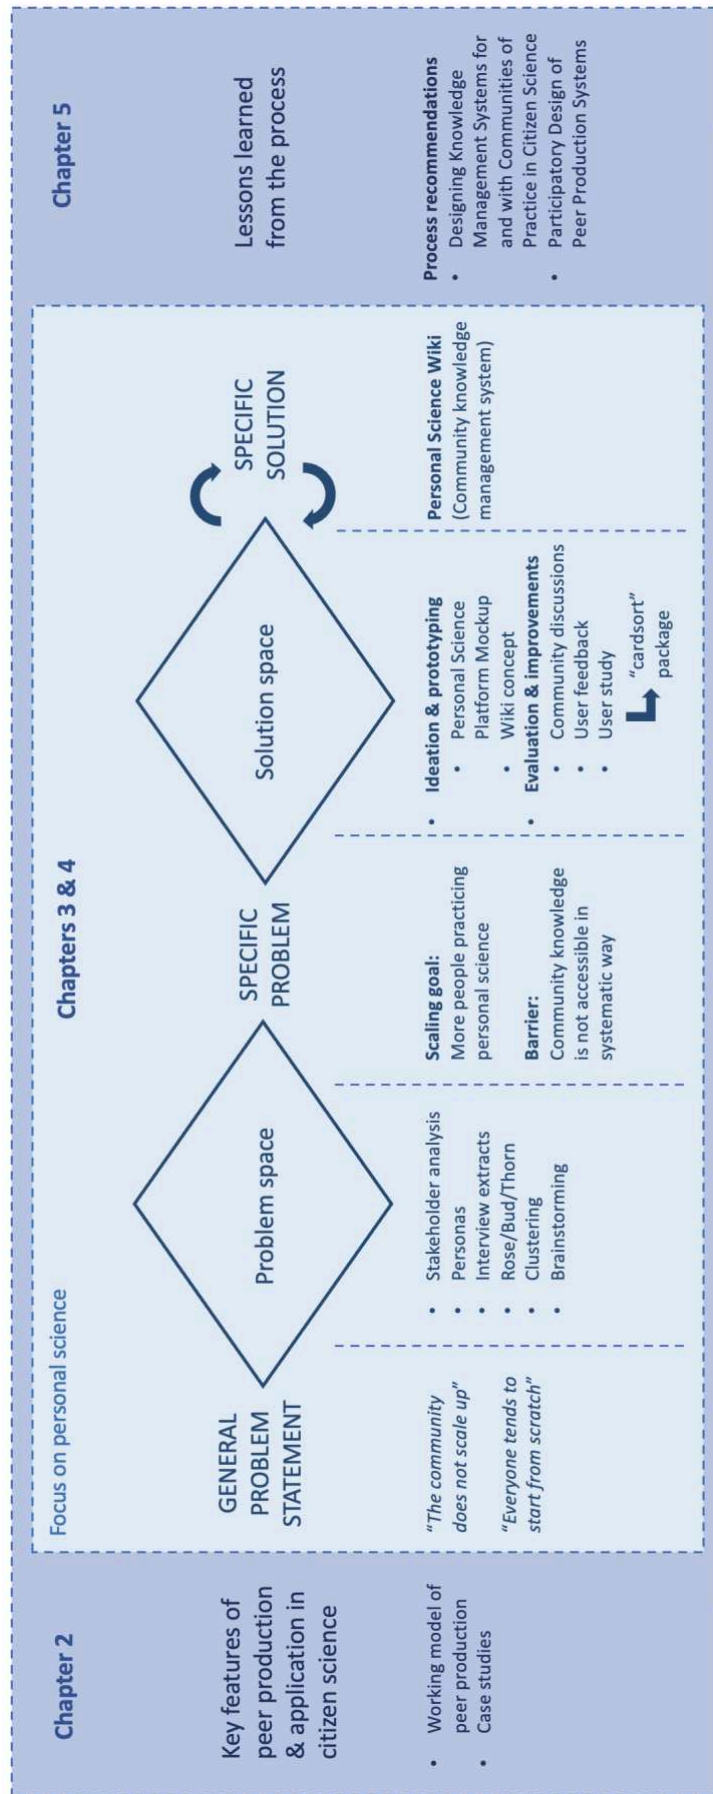 Chapter 2
Key features of
peer production
& application in
citizen science
• Working model of
peer production
• Case studies
Focus on personal science
Chapters 3 & 4
GENERAL
PROBLEM
STATEMENT
"The community
does not scale up"
"Everyone tends to
start from scratch"
Problem space
• Stakeholder analysis
• Personas
• Interview extracts
• Rose/Bud/Thorn
• Clustering
• Brainstorming
SPECIFIC
PROBLEM
Scaling goal:
More people practicing
personal science
Barrier:
Community knowledge
is not accessible in
systematic way
Solution space
• Ideation & prototyping
• Personal Science
Platform Mockup
• Wiki concept
• Evaluation & improvements
• Community discussions
• User feedback
• User study
"cardsort"
package
SPECIFIC
SOLUTION
Personal Science Wiki
(Community knowledge
management system)
Chapter 5
Lessons learned
from the process
Process recommendations
• Designing Knowledge
Management Systems for
and with Communities of
Practice in Citizen Science
• Participatory Design of
Peer Production Systems